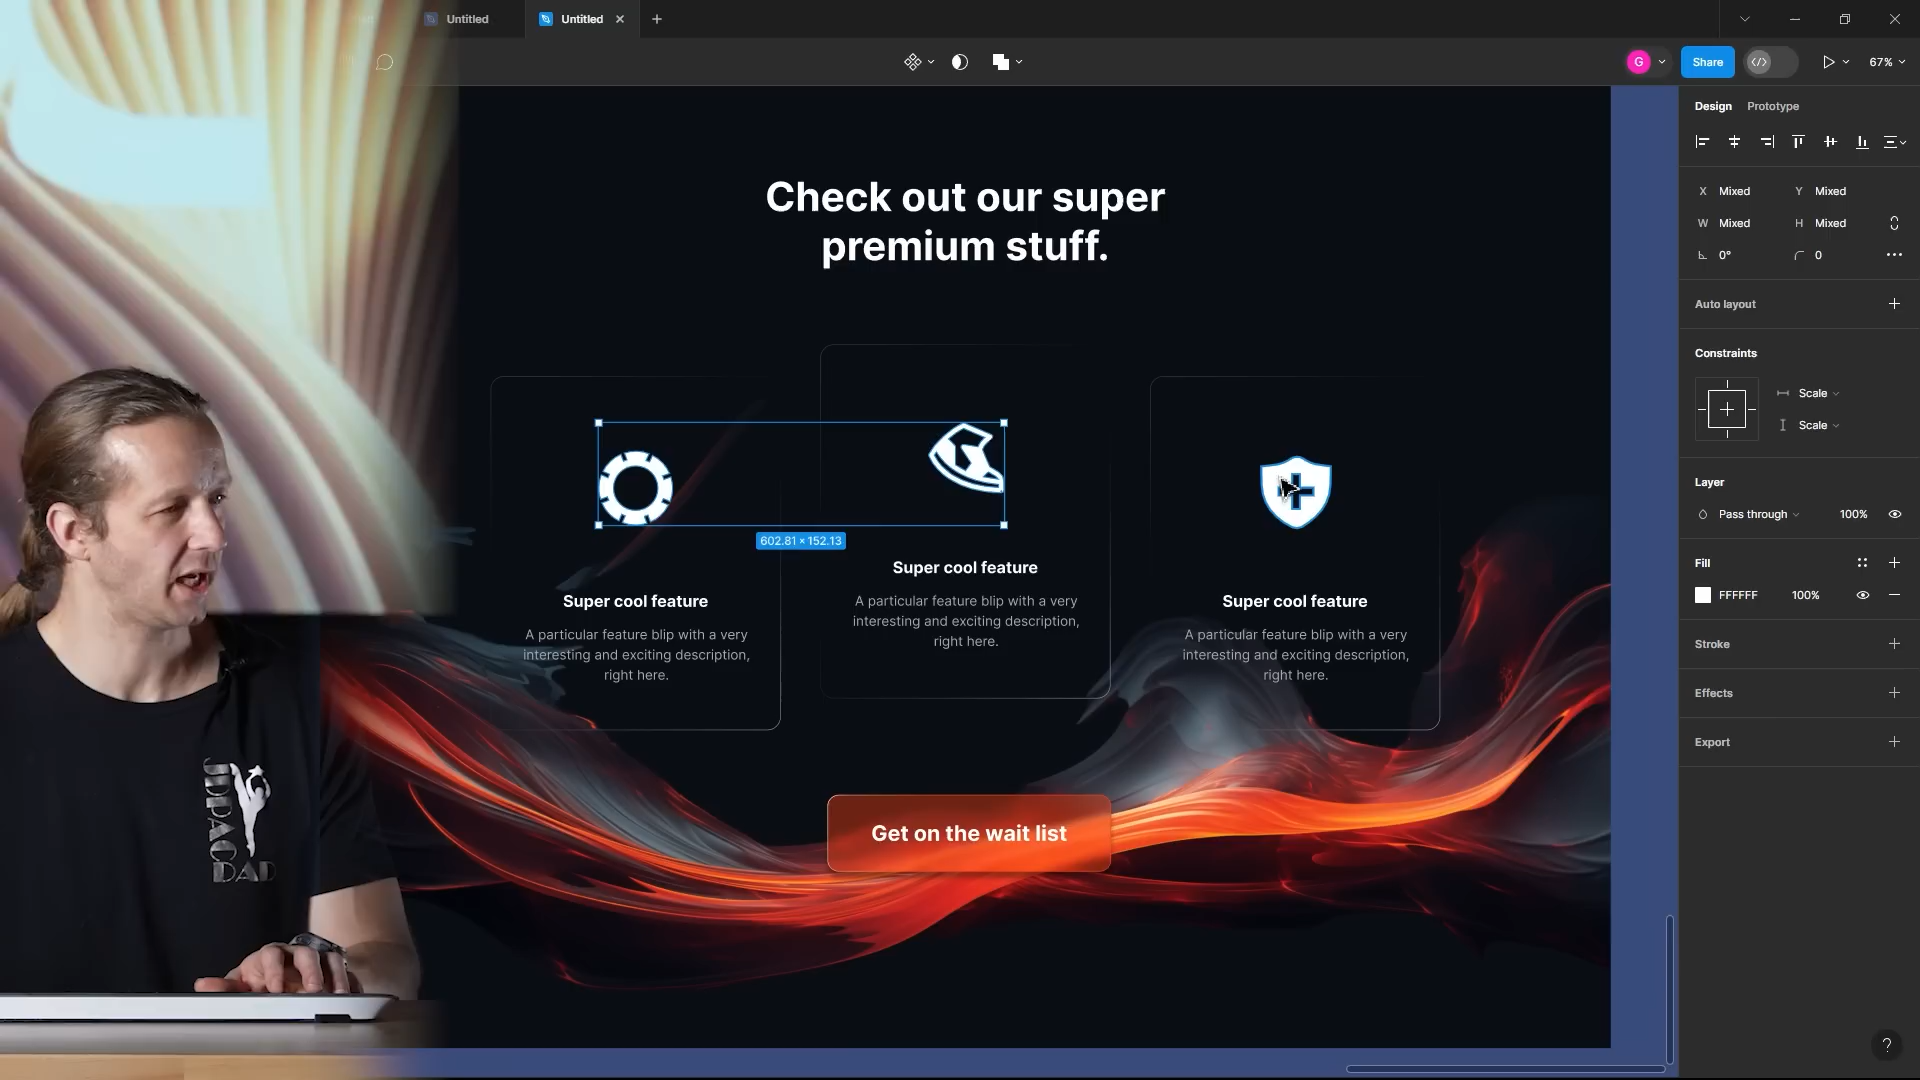 Untitled
Untitled
G
Share
67%
Design
Prototype
X Mixed
Y Mixed
W Mixed
H Mixed
0°
0
Auto layout
Constraints
Scale
Scale
Layer
Pass through
100%
Fill
FFFFFF
100%
Stroke
Effects
Export
?
Check out our super
premium stuff.
602.81 × 152.13
Super cool feature
A particular feature blip with a very
interesting and exciting description,
right here.
Super cool feature
A particular feature blip with a very
interesting and exciting description,
right here.
Super cool feature
A particular feature blip with a very
interesting and exciting description,
right here.
Get on the wait list
DAD